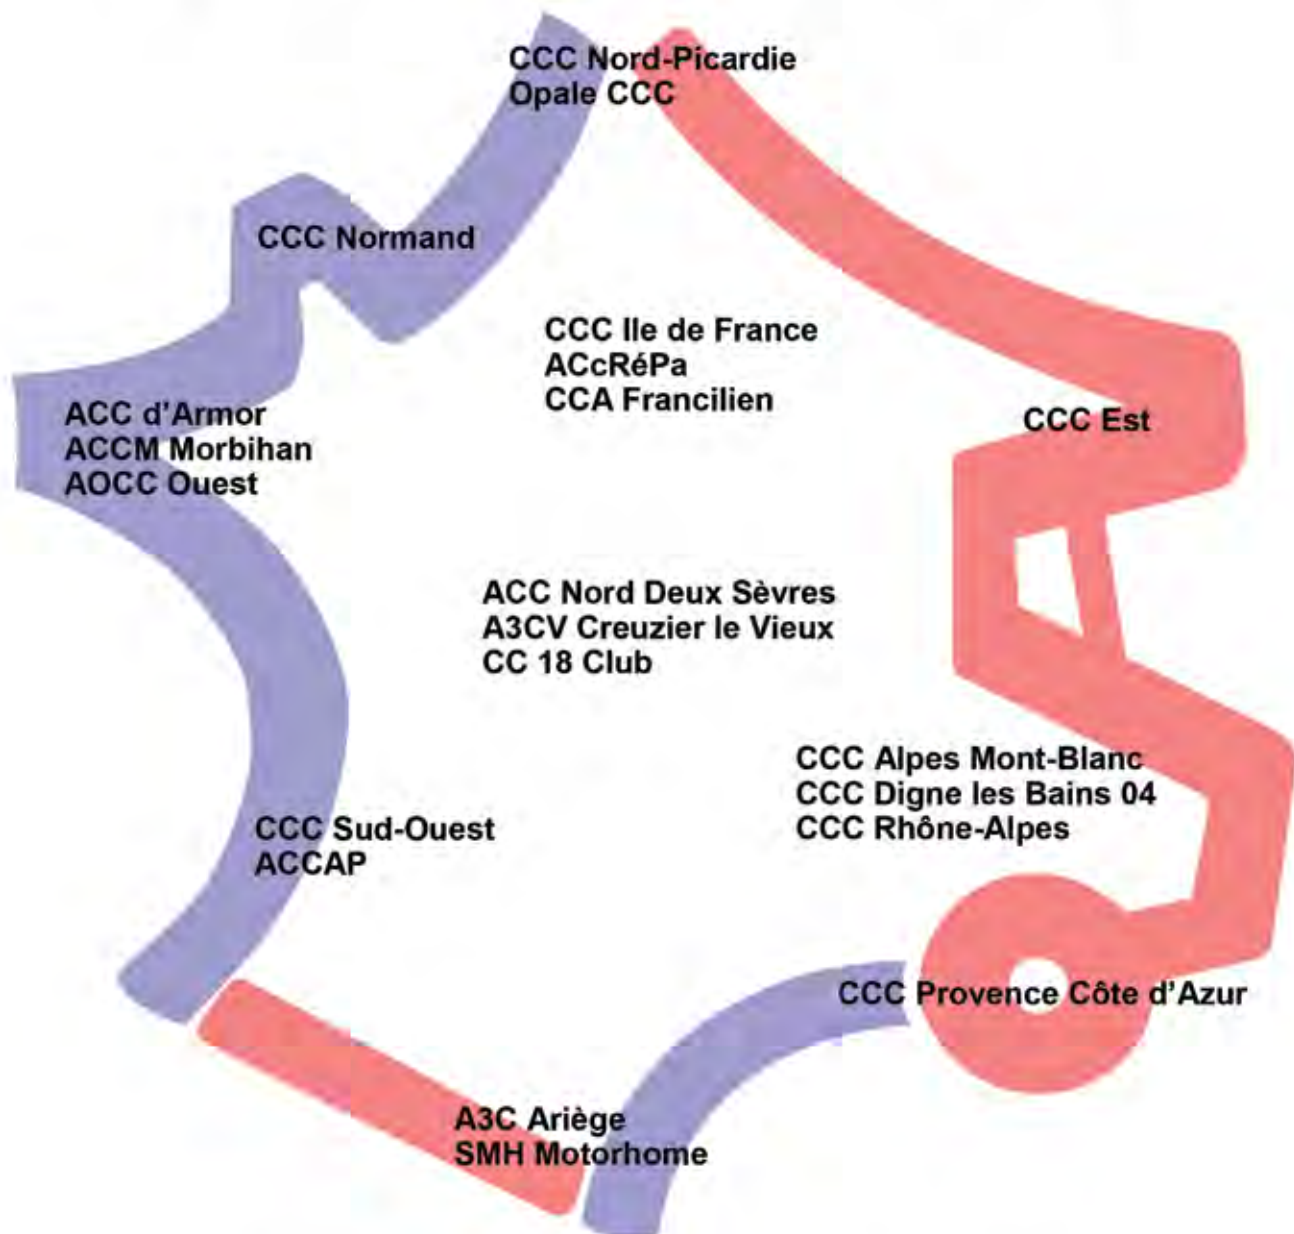 CCC Nord-Picardie
Opale CCC
CCC Normand
CCC Ile de France
ACcRéPa
CCA Francilien
ACC d'Armor
ACCM Morbihan
AOCC Ouest
CCC Est
ACC Nord Deux Sèvres
A3CV Creuzier le Vieux
CC 18 Club
CCC Alpes Mont-Blanc
CCC Digne les Bains 04
CCC Rhône-Alpes
CCC Sud-Ouest
ACCAP
CCC Provence Côte d'Azur
A3C Ariège
SMH Motorhome